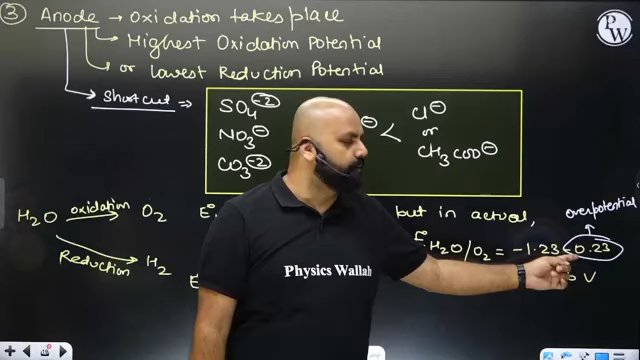 ③ Anode → Oxidation takes place
→ Highest Oxidation Potential
→ or lowest Reduction Potential
Shortcut ⇒
SO₄⁻²
NO₃⁻
CO₃⁻²
⁻ < Cl⁻
or
CH₃COO⁻
H₂O oxidation → O₂
Reduction → H₂
E°
but in actual,
overpotential
E° H₂O/O₂ = −1.23 − 0.23
V
Physics Wallah
PW